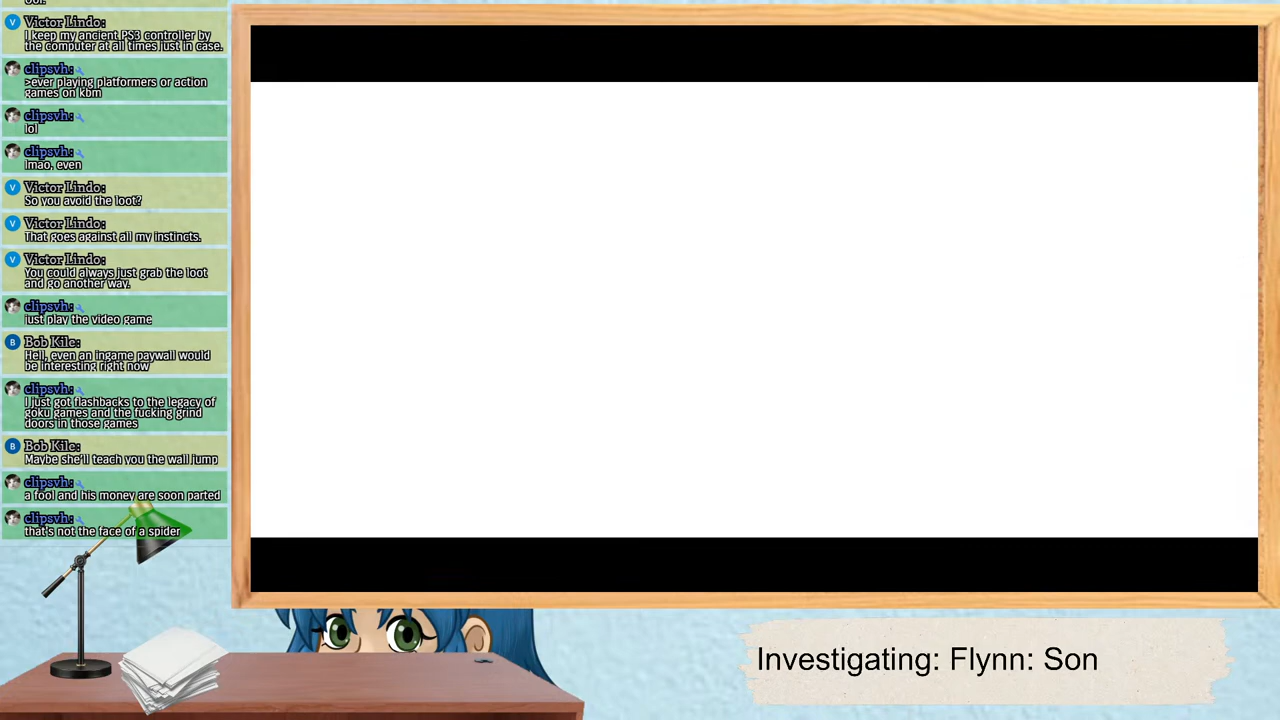 Victor Lindo:
I keep my ancient PS3 controller by
the computer at all times just in case.
clipsvh:
>ever playing platformers or action
games on kbm
clipsvh:
lol
clipsvh:
lmao, even
Victor Lindo:
So you avoid the loot?
Victor Lindo:
That goes against all my instincts.
Victor Lindo:
You could always just grab the loot
and go another way.
clipsvh:
just play the video game
Bob Kile:
Hell, even an ingame paywall would
be interesting right now
clipsvh:
I just got flashbacks to the legacy of
goku games and the fucking grind
doors in those games
Bob Kile:
Maybe she'll teach you the wall jump
clipsvh:
a fool and his money are soon parted
clipsvh:
that's not the face of a spider
Investigating: Flynn: Son